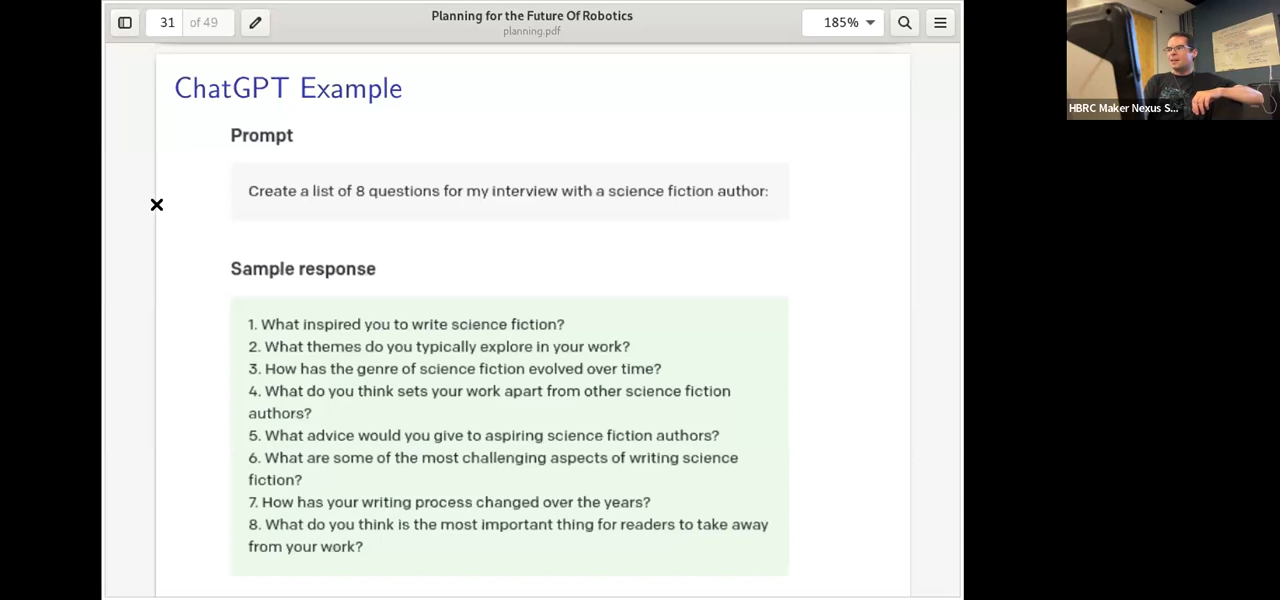 31 of 49
Planning for the Future Of Robotics
planning.pdf
185%
ChatGPT Example
Prompt
Create a list of 8 questions for my interview with a science fiction author:
Sample response
1. What inspired you to write science fiction?
2. What themes do you typically explore in your work?
3. How has the genre of science fiction evolved over time?
4. What do you think sets your work apart from other science fiction
authors?
5. What advice would you give to aspiring science fiction authors?
6. What are some of the most challenging aspects of writing science
fiction?
7. How has your writing process changed over the years?
8. What do you think is the most important thing for readers to take away
from your work?
HBRC Maker Nexus S...